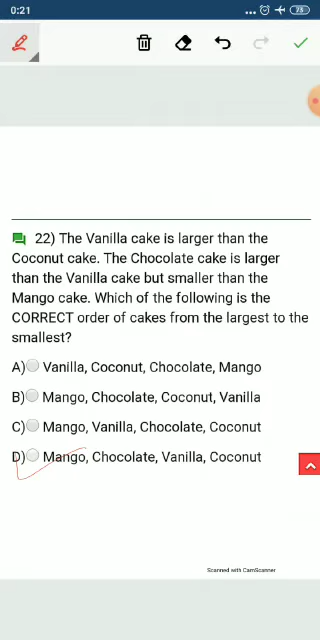 0:21
73
22) The Vanilla cake is larger than the
Coconut cake. The Chocolate cake is larger
than the Vanilla cake but smaller than the
Mango cake. Which of the following is the
CORRECT order of cakes from the largest to the
smallest?
A) Vanilla, Coconut, Chocolate, Mango
B) Mango, Chocolate, Coconut, Vanilla
C) Mango, Vanilla, Chocolate, Coconut
D) Mango, Chocolate, Vanilla, Coconut
Scanned with CamScanner